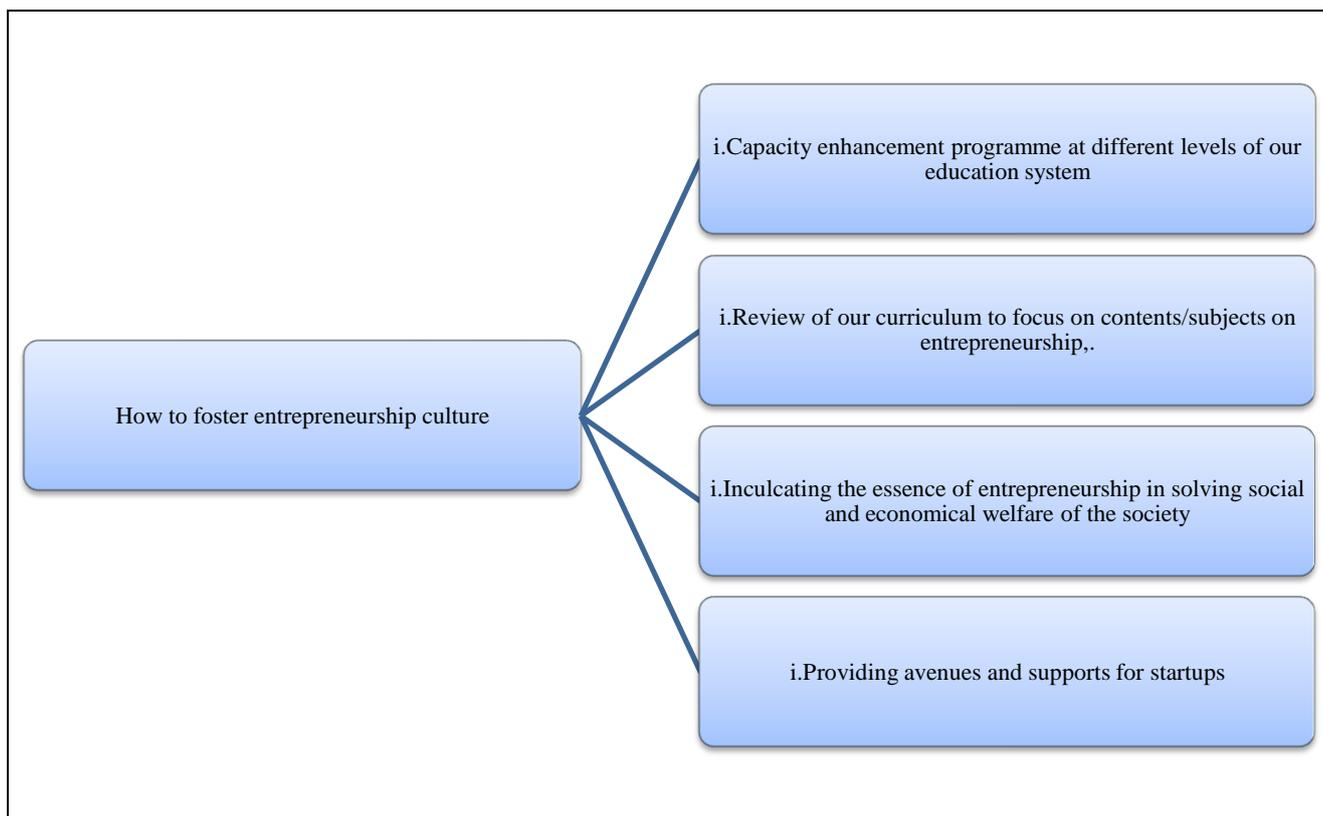 i.Capacity enhancement programme at different levels of our
education system
i.Review of our curriculum to focus on contents/subjects on
entrepreneurship,.
How to foster entrepreneurship culture
i.Inculcating the essence of entrepreneurship in solving social
and economical welfare of the society
i.Providing avenues and supports for startups